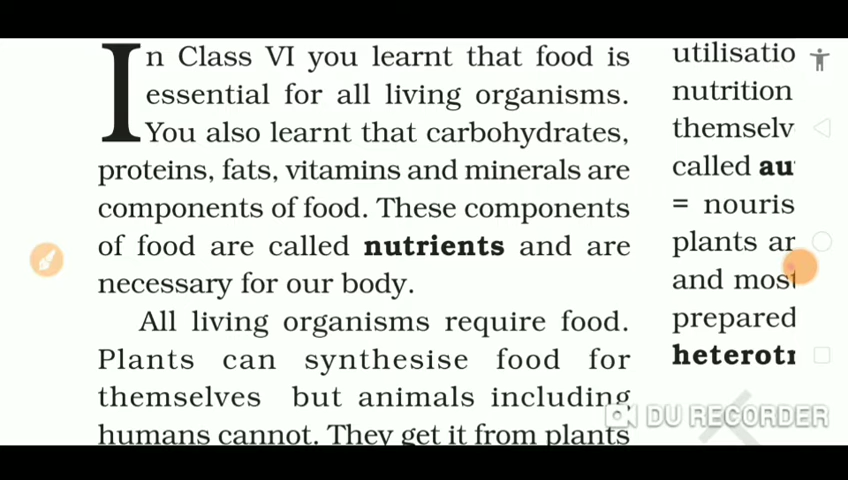 In Class VI you learnt that food is
essential for all living organisms.
You also learnt that carbohydrates,
proteins, fats, vitamins and minerals are
components of food. These components
of food are called nutrients and are
necessary for our body.
All living organisms require food.
Plants can synthesise food for
themselves but animals including
humans cannot. They get it from plants
utilisatio
nutrition
themselv
called au
= nouris
plants ar
and most
prepared
heterotr
DU RECORDER